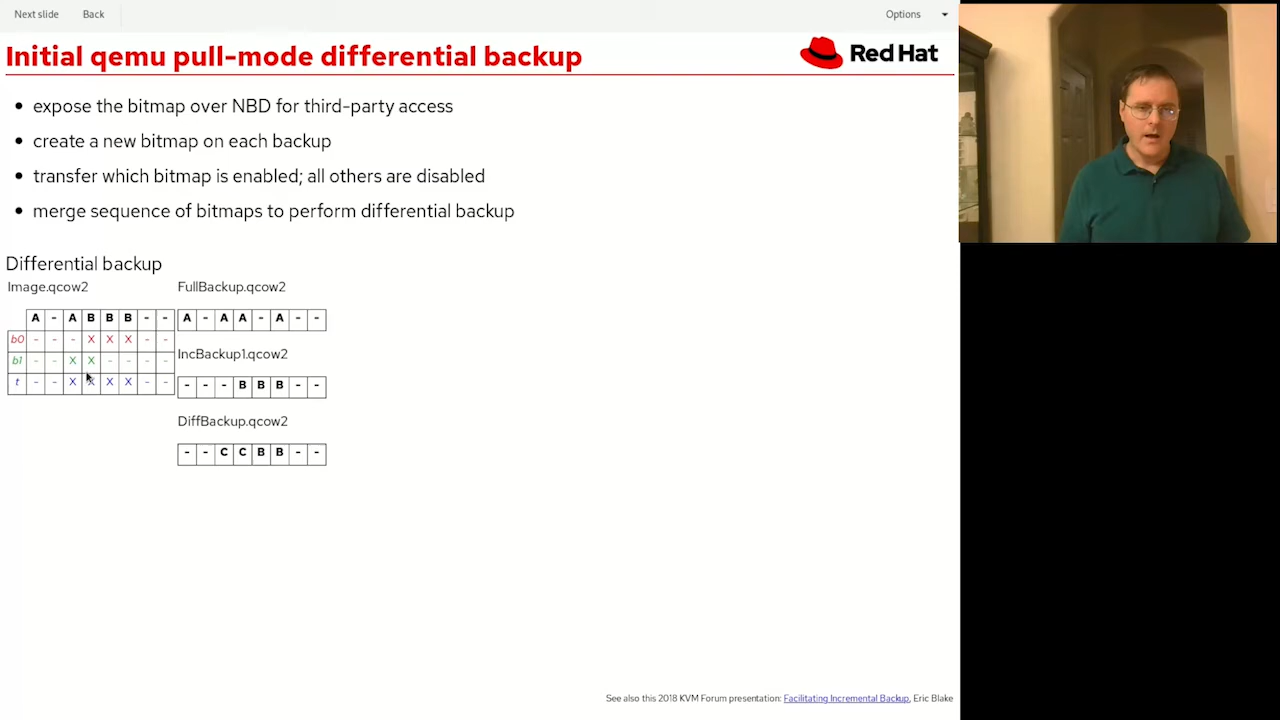 Next slide Back Options
Initial qemu pull-mode differential backup
Red Hat
• expose the bitmap over NBD for third-party access
• create a new bitmap on each backup
• transfer which bitmap is enabled; all others are disabled
• merge sequence of bitmaps to perform differential backup
Differential backup
Image.qcow2
A - A B B B - -
b0 - - - X X X - -
b1 - - X X - - - -
t - - X X X X - -
FullBackup.qcow2
A - A A - A - -
IncBackup1.qcow2
- - - B B B - -
DiffBackup.qcow2
- - C C B B - -
See also this 2018 KVM Forum presentation: Facilitating Incremental Backup, Eric Blake